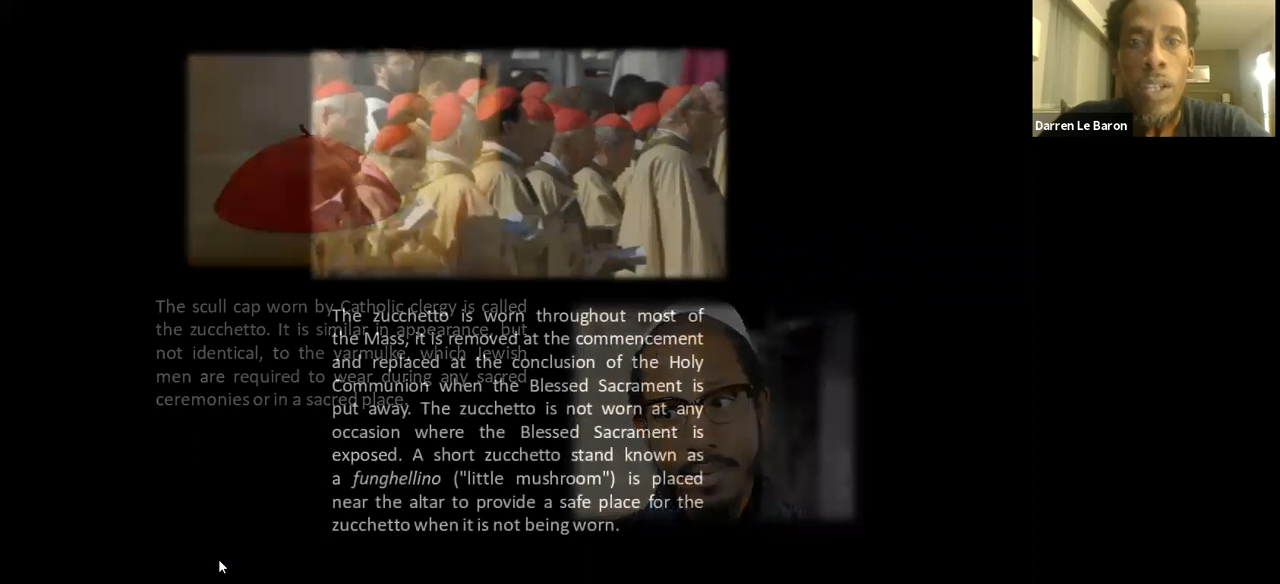 Darren Le Baron
The scull cap worn by Catholic clergy is called
the zucchetto. It is similar in appearance, but
not identical, to the yarmulke, which Jewish
men are required to wear during any sacred
ceremonies or in a sacred place.
The zucchetto is worn throughout most of
the Mass, it is removed at the commencement
and replaced at the conclusion of the Holy
Communion when the Blessed Sacrament is
put away. The zucchetto is not worn at any
occasion where the Blessed Sacrament is
exposed. A short zucchetto stand known as
a funghellino ("little mushroom") is placed
near the altar to provide a safe place for the
zucchetto when it is not being worn.